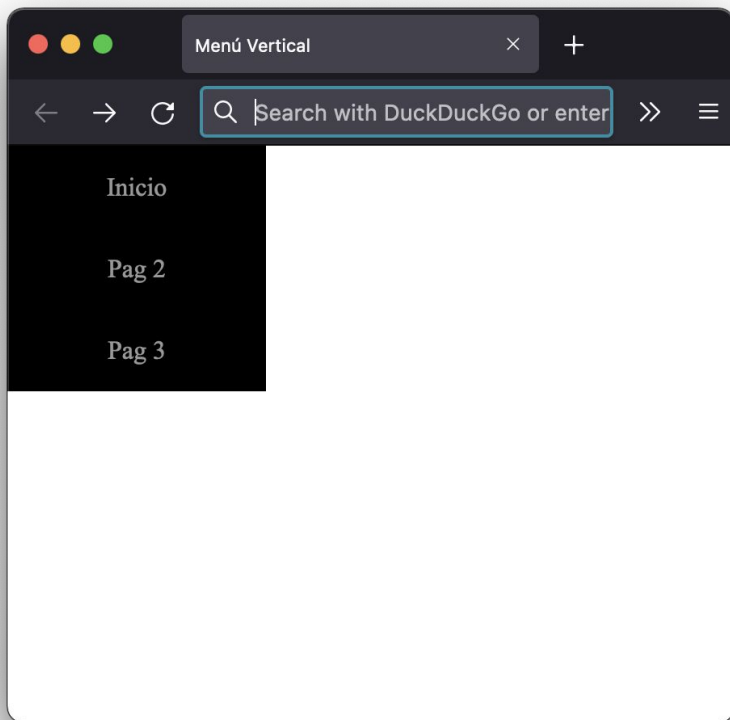 Menú Vertical
Search with DuckDuckGo or enter
Inicio
Pag 2
Pag 3